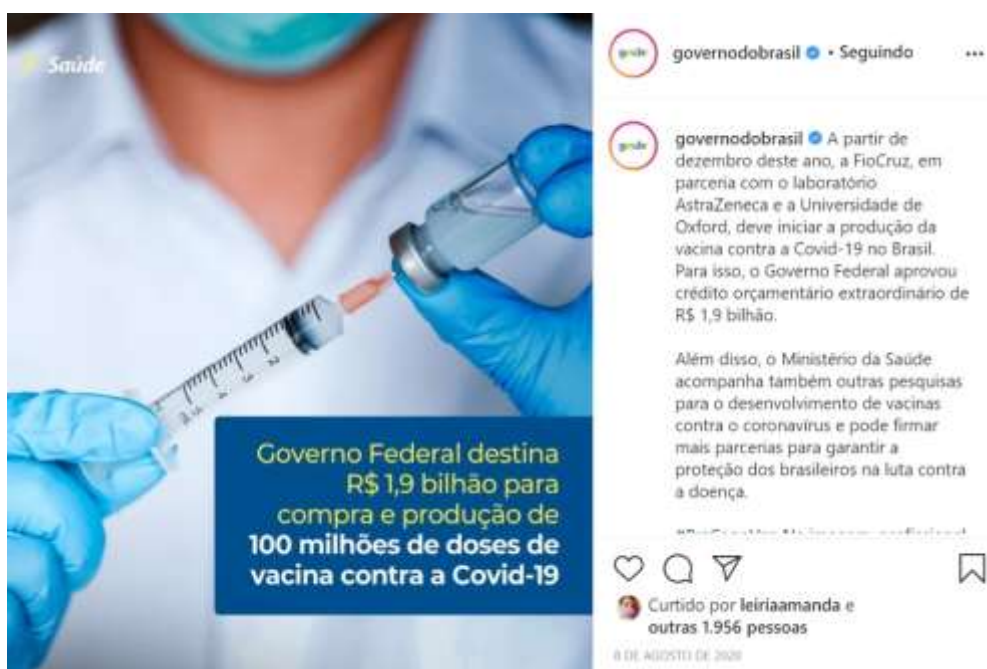 Saúde
Governo Federal destina
R$ 1,9 bilhão para
compra e produção de
100 milhões de doses de
vacina contra a Covid-19
governodobrasil • Seguindo
governodobrasil A partir de
dezembro deste ano, a FioCruz, em
parceria com o laboratório
AstraZeneca e a Universidade de
Oxford, deve iniciar a produção da
vacina contra a Covid-19 no Brasil.
Para isso, o Governo Federal aprovou
crédito orçamentário extraordinário de
R$ 1,9 bilhão.
Além disso, o Ministério da Saúde
acompanha também outras pesquisas
para o desenvolvimento de vacinas
contra o coronavírus e pode firmar
mais parcerias para garantir a
proteção dos brasileiros na luta contra
a doença.
Curtido por leiriaamanda e
outras 1.956 pessoas
8 DE AGOSTO DE 2020